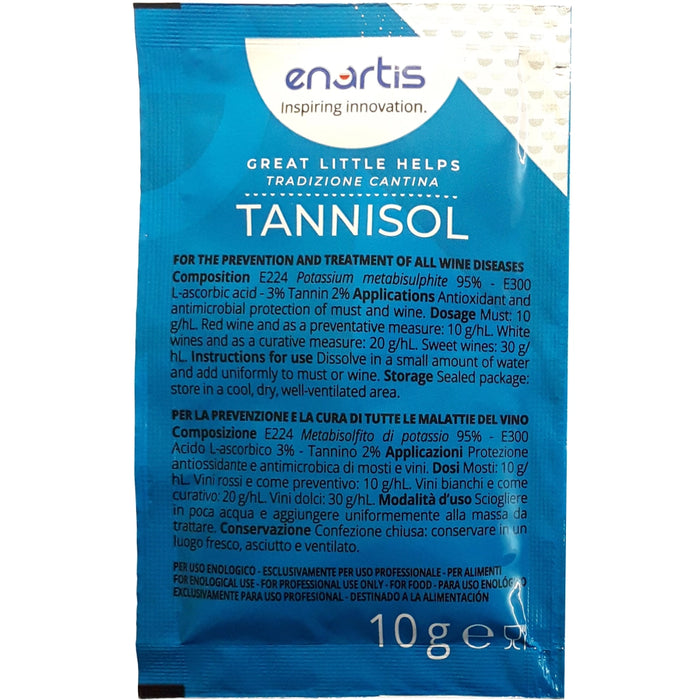 enartis
Inspiring innovation.
GREAT LITTLE HELPS
TRADIZIONE CANTINA
TANNISOL
FOR THE PREVENTION AND TREATMENT OF ALL WINE DISEASES
Composition E224 Potassium metabisulphite 95% - E300
L-ascorbic acid - 3% Tannin 2% Applications Antioxidant and
antimicrobial protection of must and wine. Dosage Must: 10
g/hL. Red wine and as a preventative measure: 10 g/hL. White
wines and as a curative measure: 20 g/hL. Sweet wines: 30 g/
hL. Instructions for use Dissolve in a small amount of water
and add uniformly to must or wine. Storage Sealed package:
store in a cool, dry, well-ventilated area.
PER LA PREVENZIONE E LA CURA DI TUTTE LE MALATTIE DEL VINO
Composizione E224 Metabisolfito di potassio 95% - E300
Acido L-ascorbico 3% - Tannino 2% Applicazioni Protezione
antiossidante e antimicrobica di mosti e vini. Dosi Mosti: 10 g/
hL. Vini rossi e come preventivo: 10 g/hL. Vini bianchi e come
curativo: 20 g/hL. Vini dolci: 30 g/hL. Modalità d'uso Sciogliere
in poca acqua e aggiungere uniformemente alla massa da
trattare. Conservazione Confezione chiusa: conservare in un
luogo fresco, asciutto e ventilato.
PER USO ENOLOGICO - ESCLUSIVAMENTE PER USO PROFESSIONALE - PER ALIMENTI
FOR ENOLOGICAL USE - FOR PROFESSIONAL USE ONLY - FOR FOOD - PARA USO ENOLÓGICO
EXCLUSIVAMENTE PARA USO PROFESIONAL - DESTINADO A LA ALIMENTACIÓN
10 g e